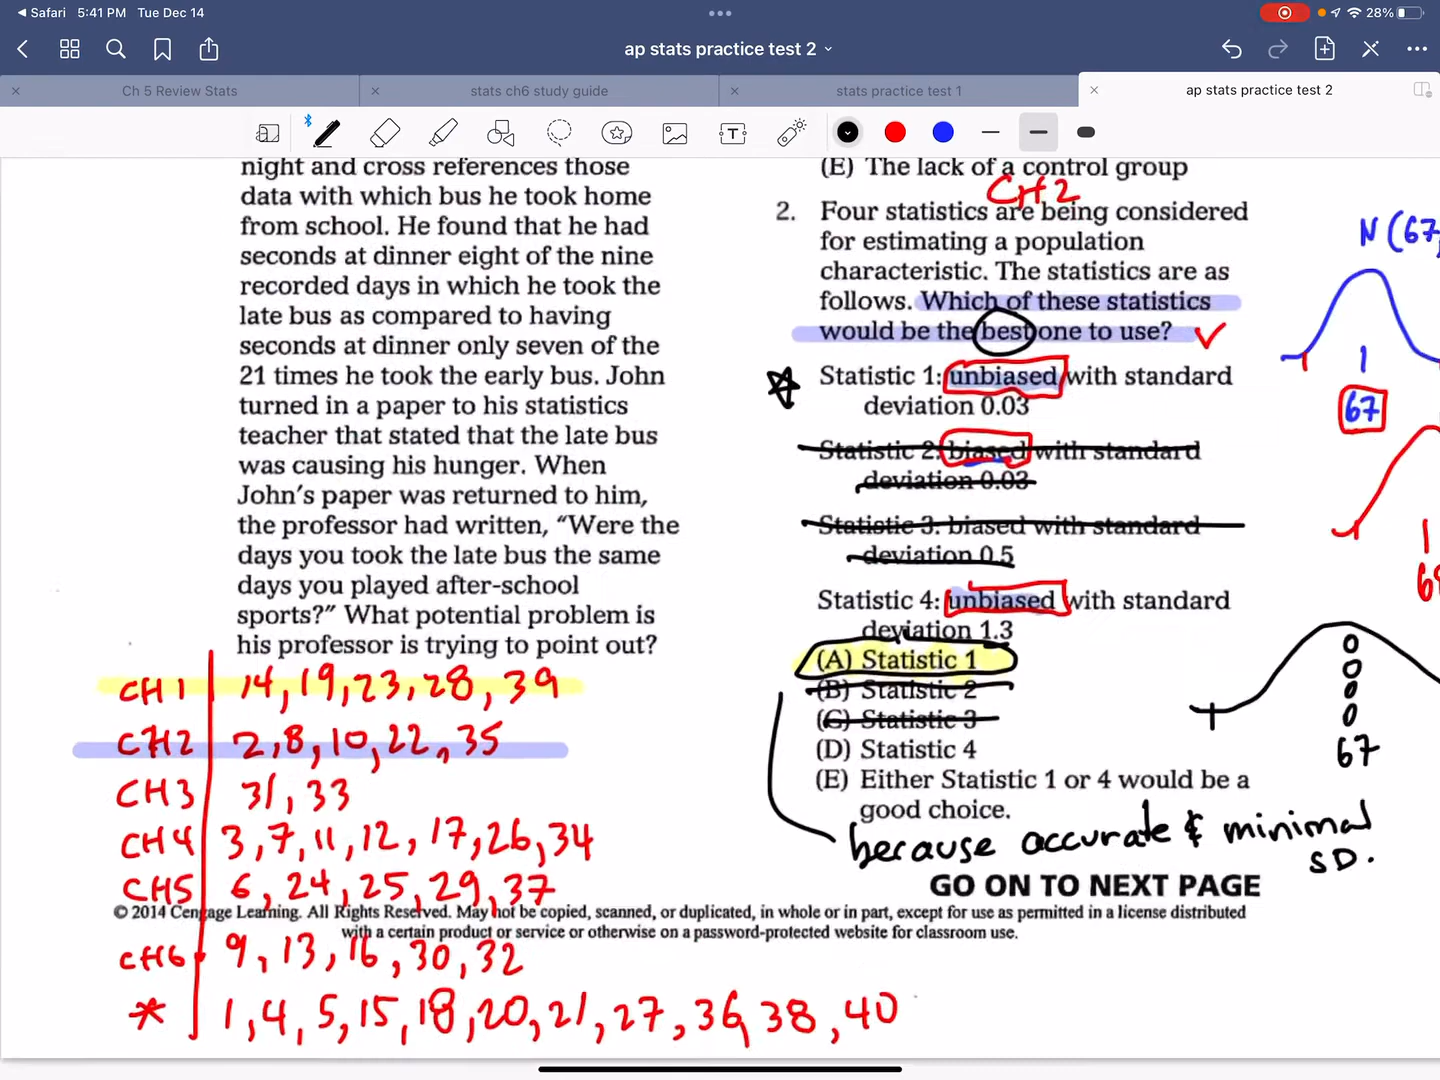 Safari 5:41 PM Tue Dec 14
28%
ap stats practice test 2
Ch 5 Review Stats
stats ch6 study guide
stats practice test 1
ap stats practice test 2
night and cross references those
data with which bus he took home
from school. He found that he had
seconds at dinner eight of the nine
recorded days in which he took the
late bus as compared to having
seconds at dinner only seven of the
21 times he took the early bus. John
turned in a paper to his statistics
teacher that stated that the late bus
was causing his hunger. When
John's paper was returned to him,
the professor had written, “Were the
days you took the late bus the same
days you played after-school
sports?” What potential problem is
his professor is trying to point out?
CH1 14, 19, 23, 28, 39
CH2 2, 8, 10, 22, 35
CH3 31, 33
CH4 3, 7, 11, 12, 17, 26, 34
CH5 6, 24, 25, 29, 37
(E) The lack of a control group
CH2
2. Four statistics are being considered
for estimating a population
characteristic. The statistics are as
follows. Which of these statistics
would be the best one to use?
Statistic 1: unbiased with standard
deviation 0.03
Statistic 2: biased with standard
deviation 0.03
Statistic 3: biased with standard
deviation 0.5
Statistic 4: unbiased with standard
deviation 1.3
(A) Statistic 1
(B) Statistic 2
(C) Statistic 3
(D) Statistic 4
(E) Either Statistic 1 or 4 would be a
good choice.
because accurate & minimal
SD.
N (67,
67
67
GO ON TO NEXT PAGE
© 2014 Cengage Learning. All Rights Reserved. May not be copied, scanned, or duplicated, in whole or in part, except for use as permitted in a license distributed
with a certain product or service or otherwise on a password-protected website for classroom use.
CH6 9, 13, 16, 30, 32
* 1, 4, 5, 15, 18, 20, 21, 27, 36, 38, 40